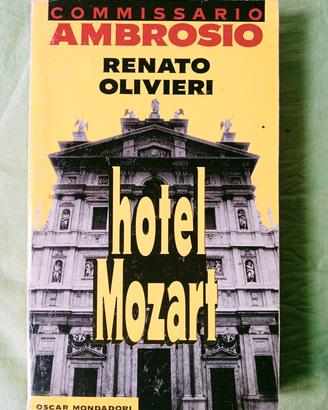 COMMISSARIO
AMBROSIO
RENATO
OLIVIERI
hotel
Mozart
OSCAR MONDADORI